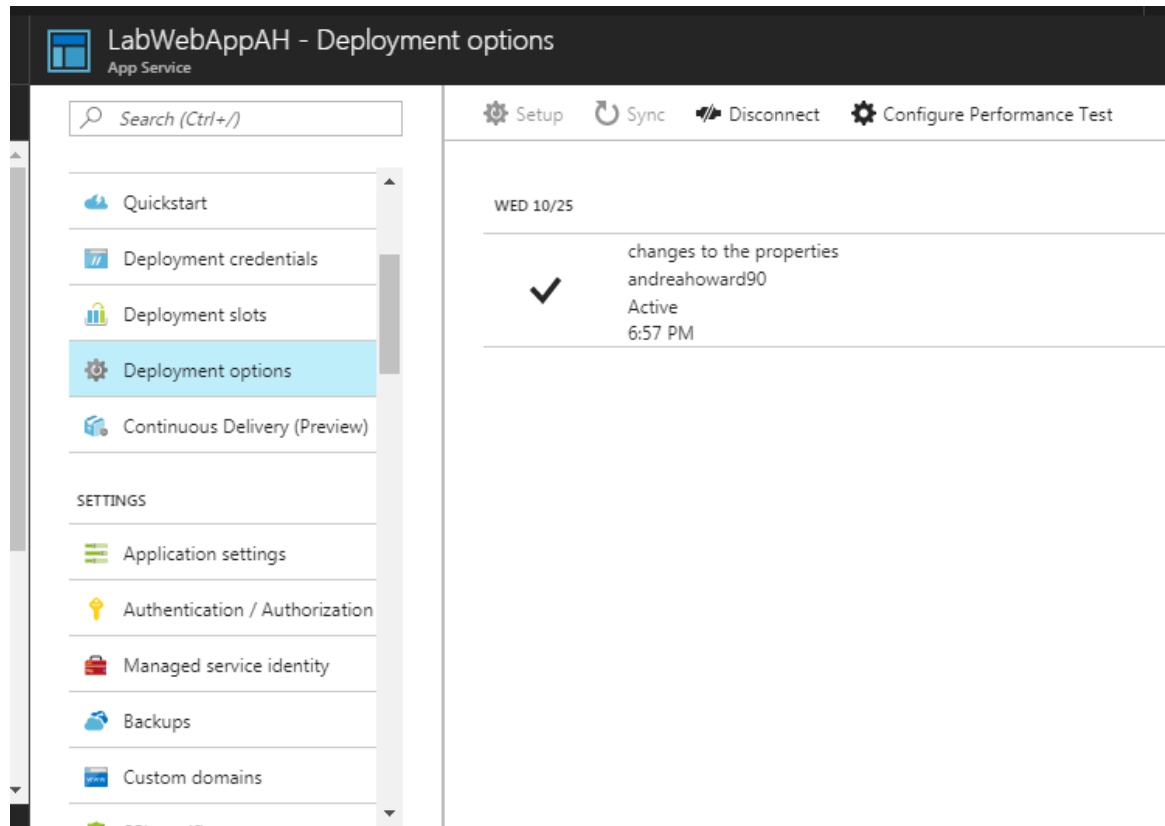 LabWebAppAH - Deployment options
App Service
Search (Ctrl+/)
Quickstart
Deployment credentials
Deployment slots
Deployment options
Continuous Delivery (Preview)
SETTINGS
Application settings
Authentication / Authorization
Managed service identity
Backups
Custom domains
Setup Sync Disconnect Configure Performance Test
WED 10/25
changes to the properties
andreahoward90
Active
6:57 PM